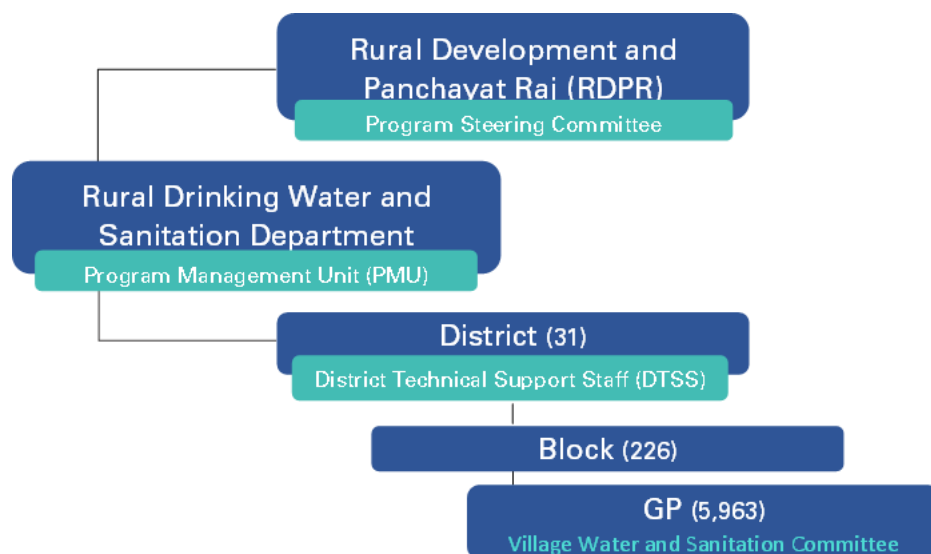 Rural Development and
Panchayat Raj (RDPR)
Program Steering Committee
Rural Drinking Water and
Sanitation Department
Program Management Unit (PMU)
District (31)
District Technical Support Staff (DTSS)
Block (226)
GP (5,963)
Village Water and Sanitation Committee